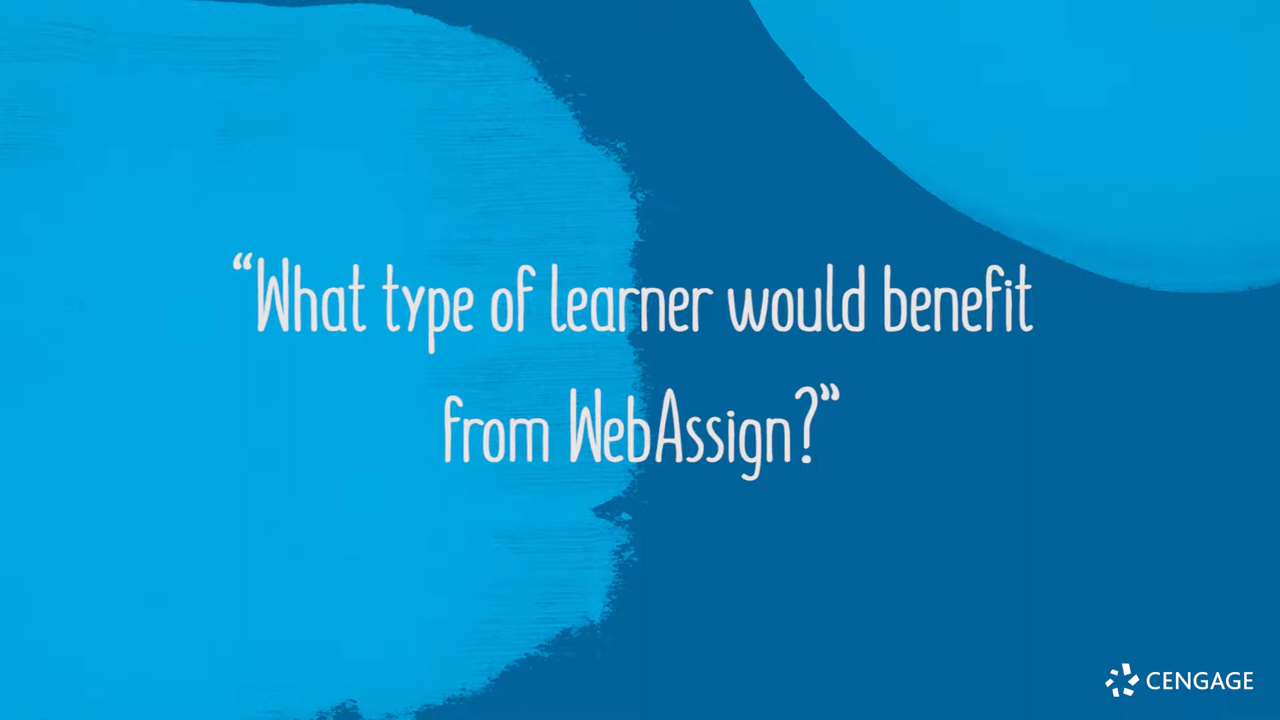 “What type of learner would benefit
from WebAssign?”
CENGAGE